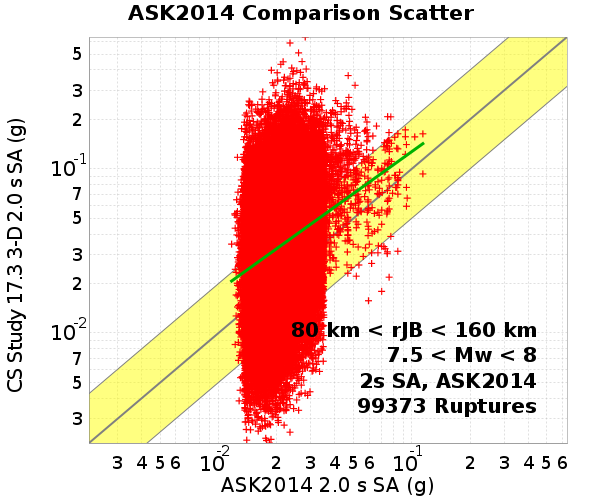 ASK2014 Comparison Scatter
CS Study 17.3 3-D 2.0 s SA (g)
5
3
2
10-1
7
5
3
2
10-2
7
5
3
80 km < rJB < 160 km
7.5 < Mw < 8
2s SA, ASK2014
99373 Ruptures
3 4 5 6 10-2 2 3 4 5 6 10-1 2 3 4 5 6
ASK2014 2.0 s SA (g)